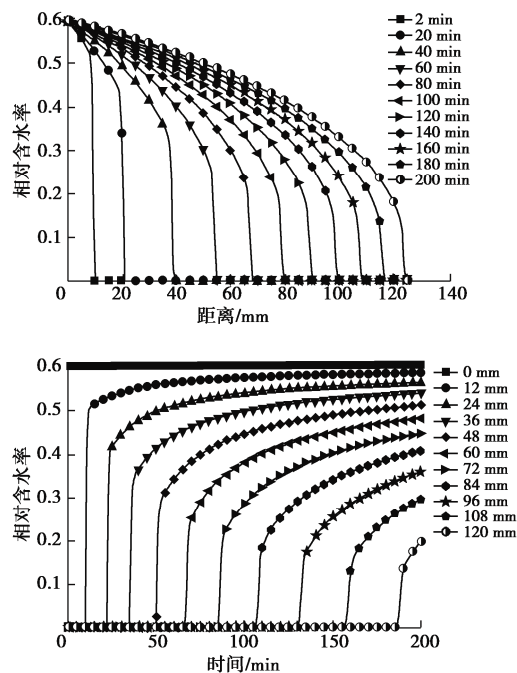 0.6
0.5
0.4
0.3
0.2
0.1
相对含水率
0
20
40
60
80
100
120
140
距离/mm
2 min
20 min
40 min
60 min
80 min
100 min
120 min
140 min
160 min
180 min
200 min
0.6
0.5
0.4
0.3
0.2
0.1
相对含水率
0
50
100
150
200
时间/min
0 mm
12 mm
24 mm
36 mm
48 mm
60 mm
72 mm
84 mm
96 mm
108 mm
120 mm